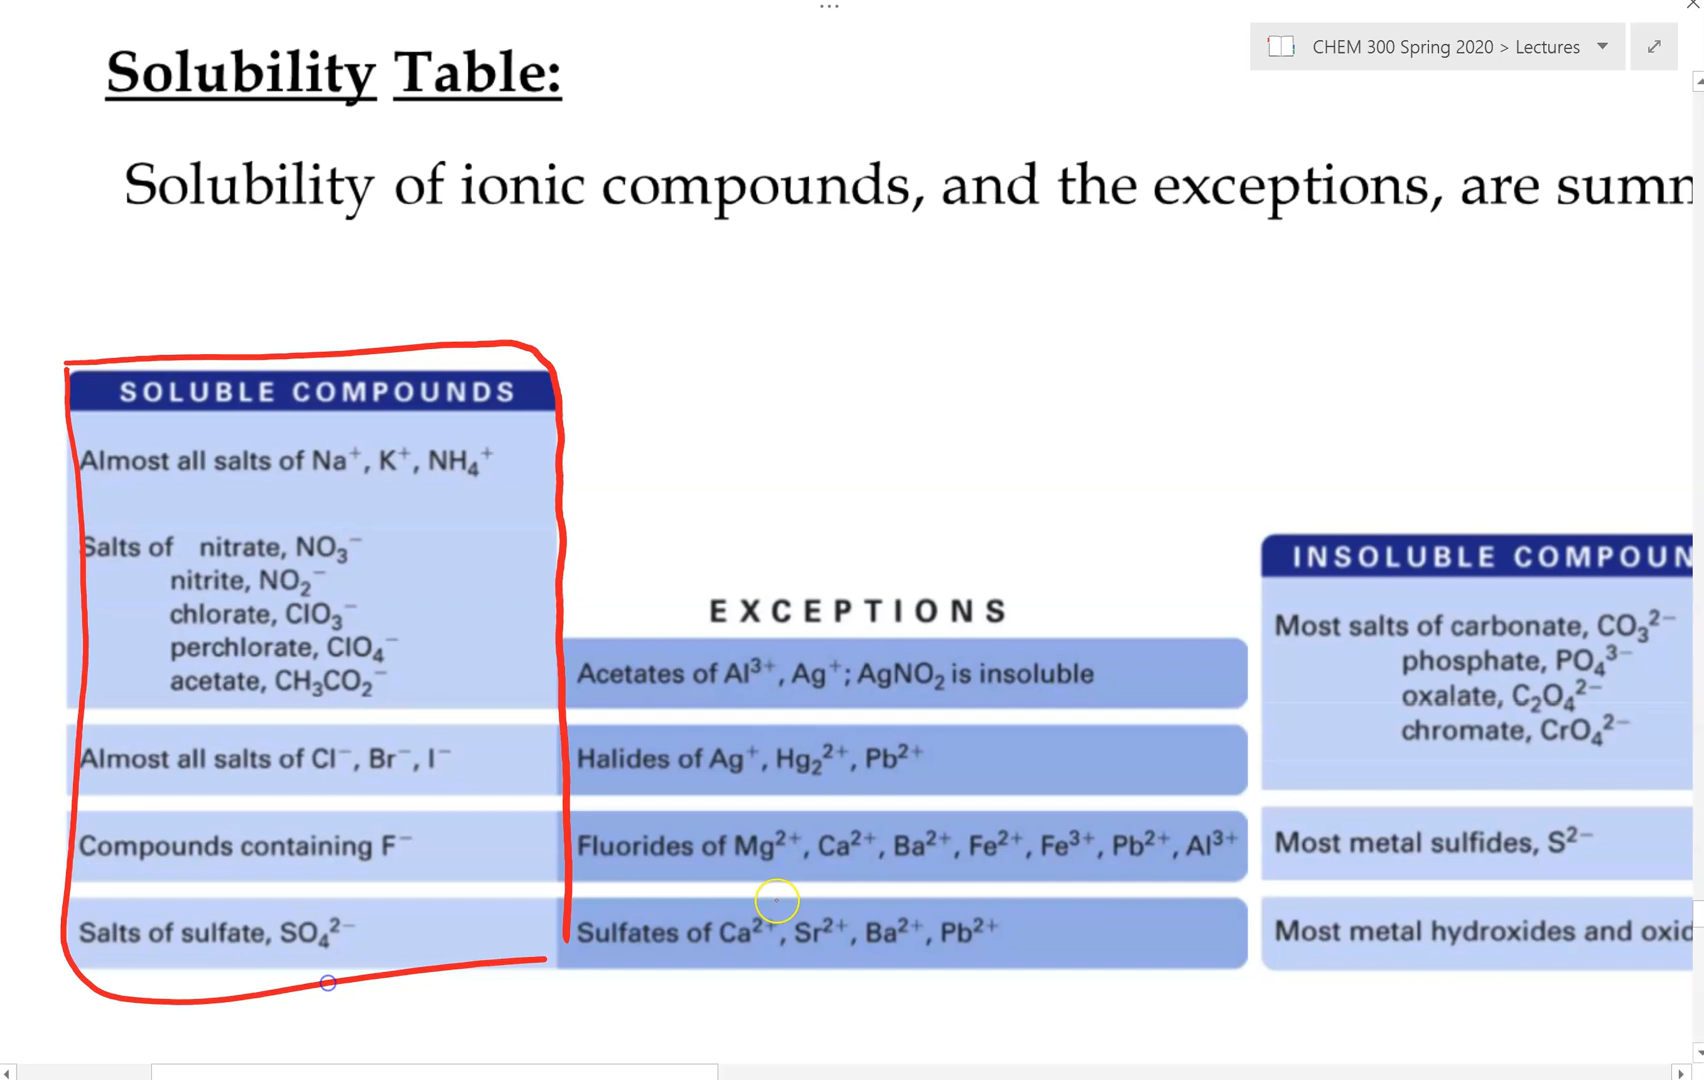 CHEM 300 Spring 2020 > Lectures
Solubility Table:
Solubility of ionic compounds, and the exceptions, are
SOLUBLE COMPOUNDS
Almost all salts of Na⁺, K⁺, NH₄⁺
Salts of nitrate, NO₃⁻
nitrite, NO₂⁻
chlorate, ClO₃⁻
perchlorate, ClO₄⁻
acetate, CH₃CO₂⁻
Almost all salts of Cl⁻, Br⁻, I⁻
Compounds containing F⁻
Salts of sulfate, SO₄²⁻
EXCEPTIONS
Acetates of Al³⁺, Ag⁺; AgNO₂ is insoluble
Halides of Ag⁺, Hg₂²⁺, Pb²⁺
Fluorides of Mg²⁺, Ca²⁺, Ba²⁺, Fe²⁺, Fe³⁺, Pb²⁺, Al³⁺
Sulfates of Ca²⁺, Sr²⁺, Ba²⁺, Pb²⁺
INSOLUBLE COMPOUN
Most salts of carbonate, CO₃²⁻
phosphate, PO₄³⁻
oxalate, C₂O₄²⁻
chromate, CrO₄²⁻
Most metal sulfides, S²⁻
Most metal hydroxides and oxid